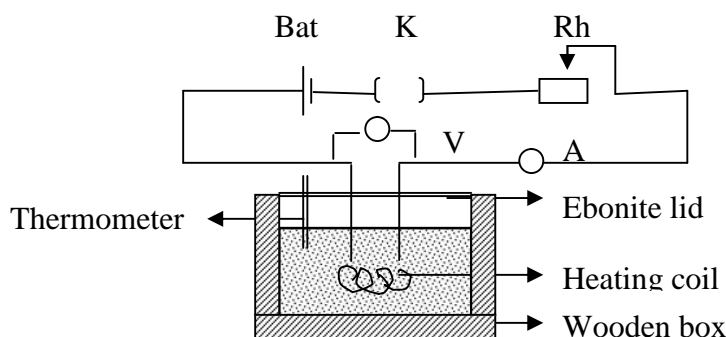 Bat K Rh
V A
Thermometer
Ebonite lid
Heating coil
Wooden box